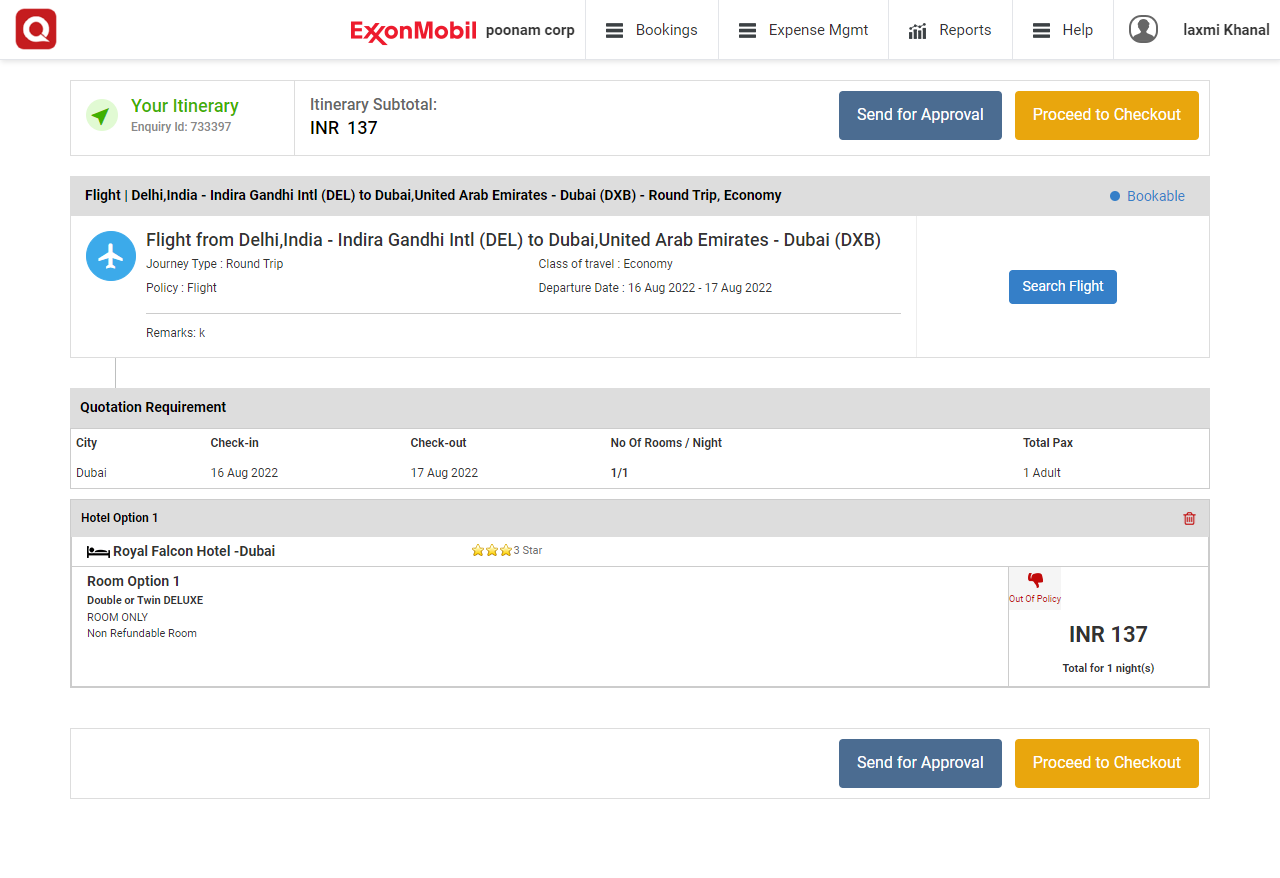 Q
ExxonMobil poonam corp Bookings Expense Mgmt Reports Help laxmi Khanal
Your Itinerary
Enquiry Id: 733397
Itinerary Subtotal:
INR 137
Send for Approval
Proceed to Checkout
Flight | Delhi,India - Indira Gandhi Intl (DEL) to Dubai,United Arab Emirates - Dubai (DXB) - Round Trip, Economy
Bookable
Flight from Delhi,India - Indira Gandhi Intl (DEL) to Dubai,United Arab Emirates - Dubai (DXB)
Journey Type : Round Trip
Class of travel : Economy
Policy : Flight
Departure Date : 16 Aug 2022 - 17 Aug 2022
Search Flight
Remarks: k
Quotation Requirement
City Check-in Check-out No Of Rooms / Night Total Pax
Dubai 16 Aug 2022 17 Aug 2022 1/1 1 Adult
Hotel Option 1
Royal Falcon Hotel -Dubai
3 Star
Room Option 1
Double or Twin DELUXE
ROOM ONLY
Non Refundable Room
Out Of Policy
INR 137
Total for 1 night(s)
Send for Approval
Proceed to Checkout